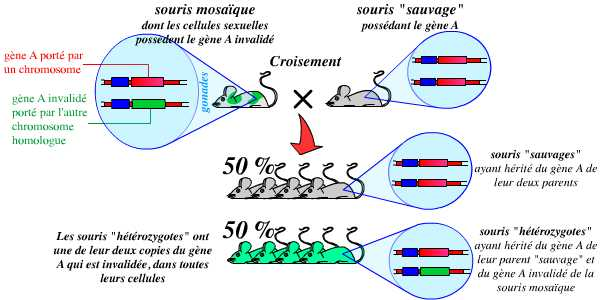 souris mosaïque
dont les cellules sexuelles
possèdent le gène A invalidé
souris "sauvage"
possédant le gène A
gène A porté par
un chromosome
gène A invalidé
porté par l'autre
chromosome
homologue
gonades
Croisement
50 %
souris "sauvages"
ayant hérité du gène A de
leur deux parents
50 %
Les souris "hétérozygotes" ont
une de leur deux copies du gène
A qui est invalidée, dans toutes
leurs cellules
souris "hétérozygotes"
ayant hérité du gène A de
leur parent "sauvage" et
du gène A invalidé de la
souris mosaïque